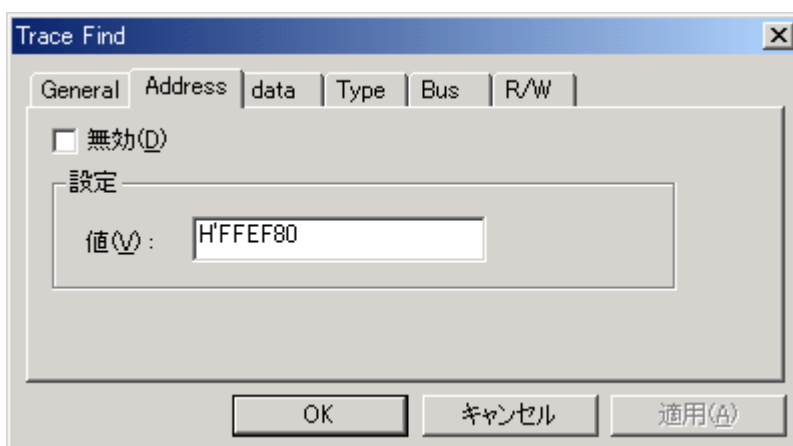 Trace Find
General Address data Type Bus R/W
無効(D)
設定
値(V) : H'FFEF80
OK キャンセル 適用(A)